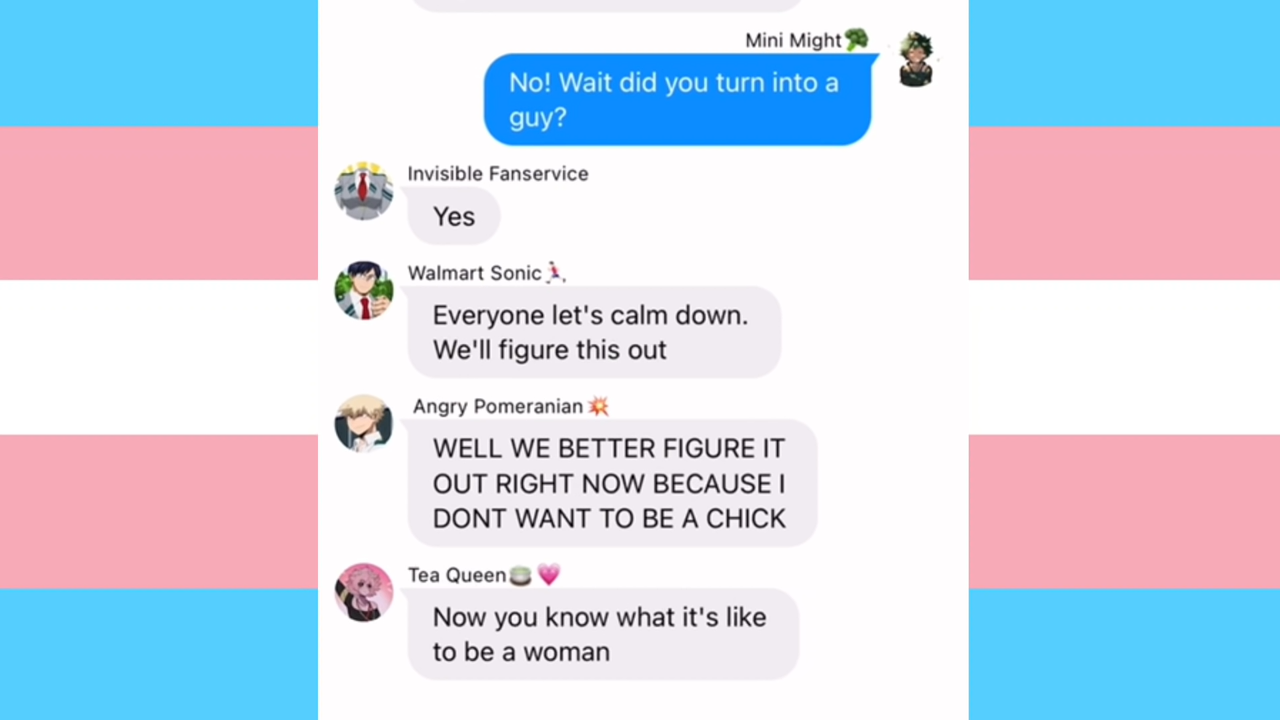 Mini Might🥦
No! Wait did you turn into a
guy?
Invisible Fanservice
Yes
Walmart Sonic🏃🏻‍♀️
Everyone let's calm down.
We'll figure this out
Angry Pomeranian💥
WELL WE BETTER FIGURE IT
OUT RIGHT NOW BECAUSE I
DONT WANT TO BE A CHICK
Tea Queen🍵💗
Now you know what it's like
to be a woman